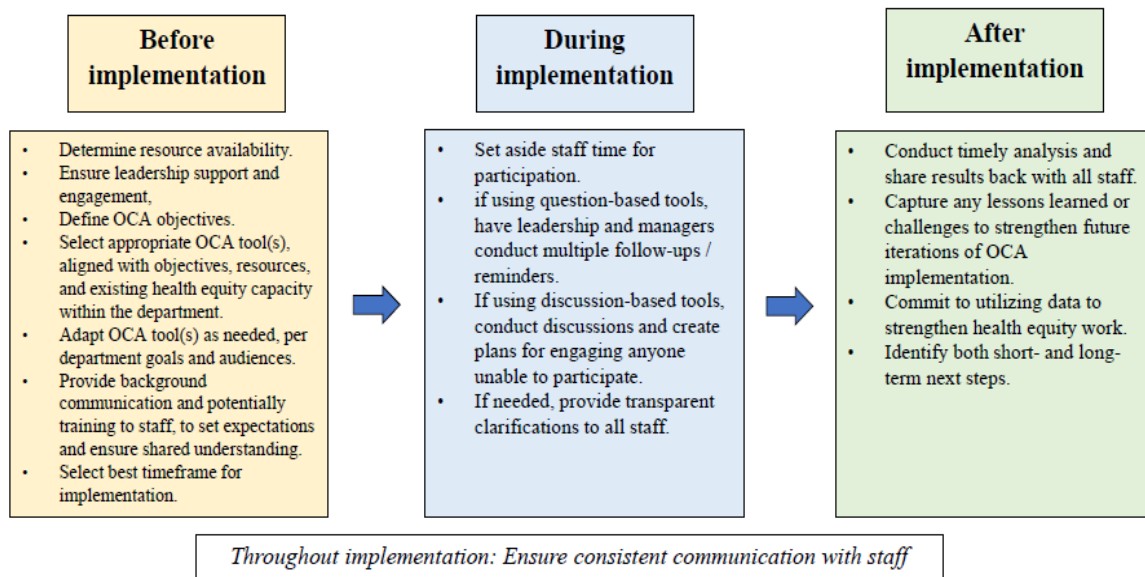 Before
implementation
• Determine resource availability.
• Ensure leadership support and
engagement,
• Define OCA objectives.
• Select appropriate OCA tool(s),
aligned with objectives, resources,
and existing health equity capacity
within the department.
• Adapt OCA tool(s) as needed, per
department goals and audiences.
• Provide background
communication and potentially
training to staff, to set expectations
and ensure shared understanding.
• Select best timeframe for
implementation.
During
implementation
• Set aside staff time for
participation.
• if using question-based tools,
have leadership and managers
conduct multiple follow-ups /
reminders.
• If using discussion-based tools,
conduct discussions and create
plans for engaging anyone
unable to participate.
• If needed, provide transparent
clarifications to all staff.
After
implementation
• Conduct timely analysis and
share results back with all staff.
• Capture any lessons learned or
challenges to strengthen future
iterations of OCA
implementation.
• Commit to utilizing data to
strengthen health equity work.
• Identify both short- and long-
term next steps.
Throughout implementation: Ensure consistent communication with staff